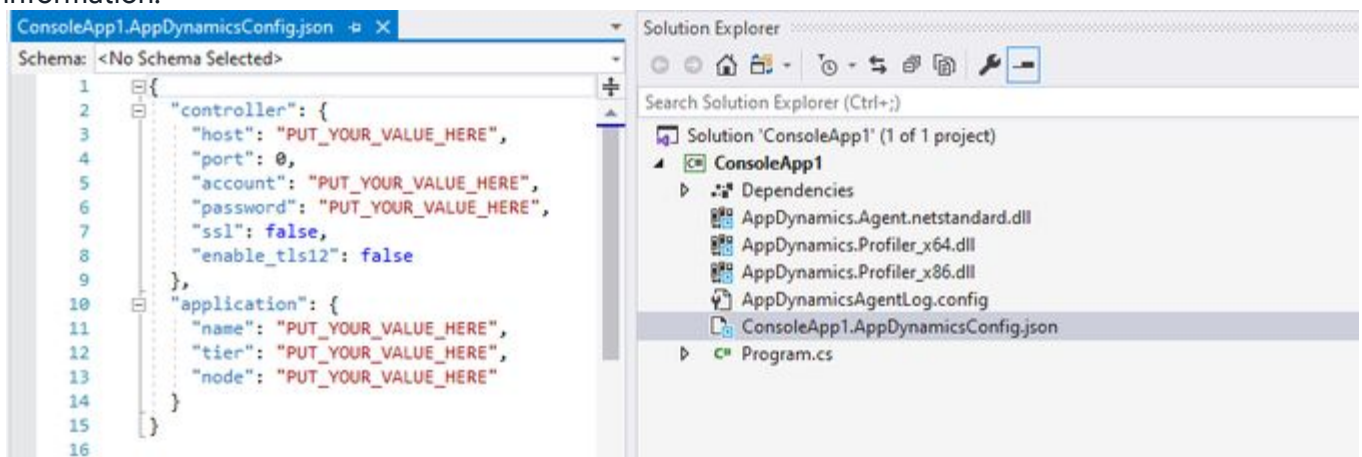 information.
ConsoleApp1.AppDynamicsConfig.json
Schema: <No Schema Selected>
1 {
2 "controller": {
3 "host": "PUT_YOUR_VALUE_HERE",
4 "port": 0,
5 "account": "PUT_YOUR_VALUE_HERE",
6 "password": "PUT_YOUR_VALUE_HERE",
7 "ssl": false,
8 "enable_tls12": false
9 },
10 "application": {
11 "name": "PUT_YOUR_VALUE_HERE",
12 "tier": "PUT_YOUR_VALUE_HERE",
13 "node": "PUT_YOUR_VALUE_HERE"
14 }
15 }
16
Solution Explorer
Search Solution Explorer (Ctrl+;)
Solution 'ConsoleApp1' (1 of 1 project)
C# ConsoleApp1
Dependencies
AppDynamics.Agent.netstandard.dll
AppDynamics.Profiler_x64.dll
AppDynamics.Profiler_x86.dll
AppDynamicsAgentLog.config
ConsoleApp1.AppDynamicsConfig.json
C# Program.cs